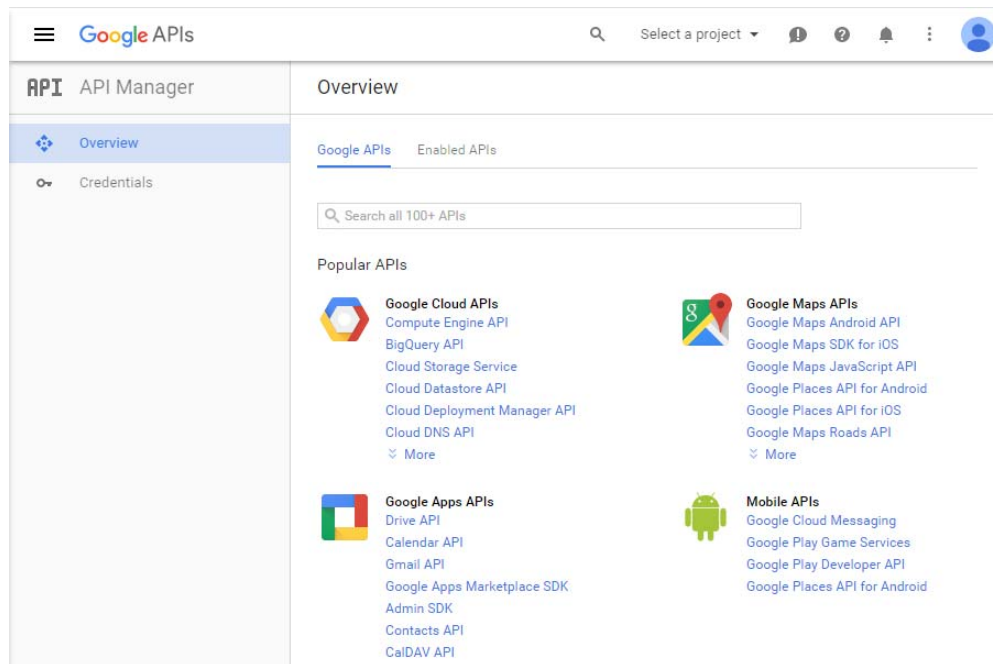 Google APIs
Select a project
API API Manager
Overview
Overview
Credentials
Google APIs Enabled APIs
Search all 100+ APIs
Popular APIs
Google Cloud APIs
Compute Engine API
BigQuery API
Cloud Storage Service
Cloud Datastore API
Cloud Deployment Manager API
Cloud DNS API
More
g
Google Maps APIs
Google Maps Android API
Google Maps SDK for iOS
Google Maps JavaScript API
Google Places API for Android
Google Places API for iOS
Google Maps Roads API
More
Google Apps APIs
Drive API
Calendar API
Gmail API
Google Apps Marketplace SDK
Admin SDK
Contacts API
CalDAV API
Mobile APIs
Google Cloud Messaging
Google Play Game Services
Google Play Developer API
Google Places API for Android